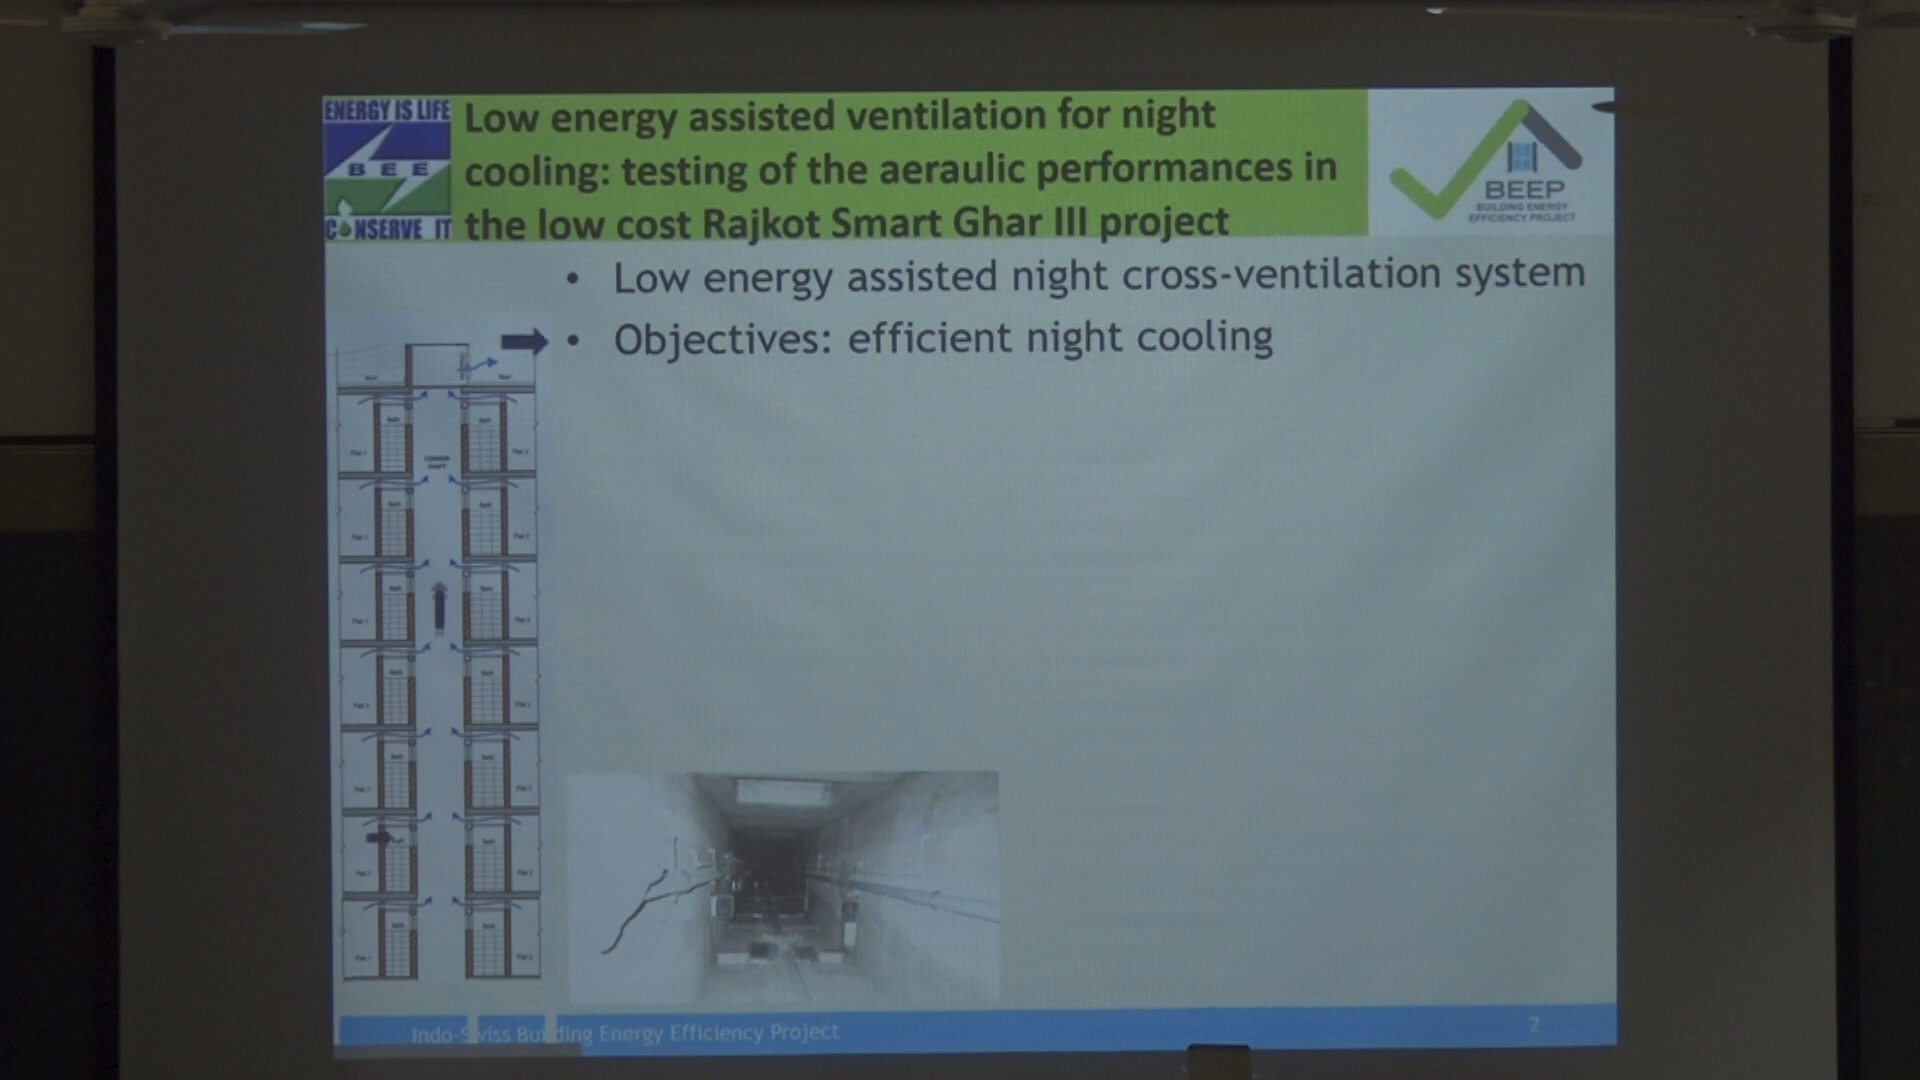 ENERGY IS LIFE
BEE
CONSERVE IT
Low energy assisted ventilation for night
cooling: testing of the aeraulic performances in
the low cost Rajkot Smart Ghar III project
BEEP
BUILDING ENERGY
EFFICIENCY PROJECT
• Low energy assisted night cross-ventilation system
• Objectives: efficient night cooling
Indo-Swiss Building Energy Efficiency Project
2